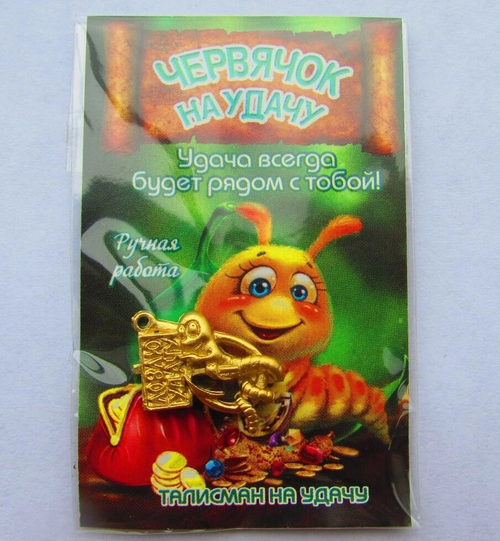 ЧЕРВЯЧОК
НА УДАЧУ
Удача всегда
будет рядом с тобой!
Ручная
работа
ТАЛИСМАН НА УДАЧУ